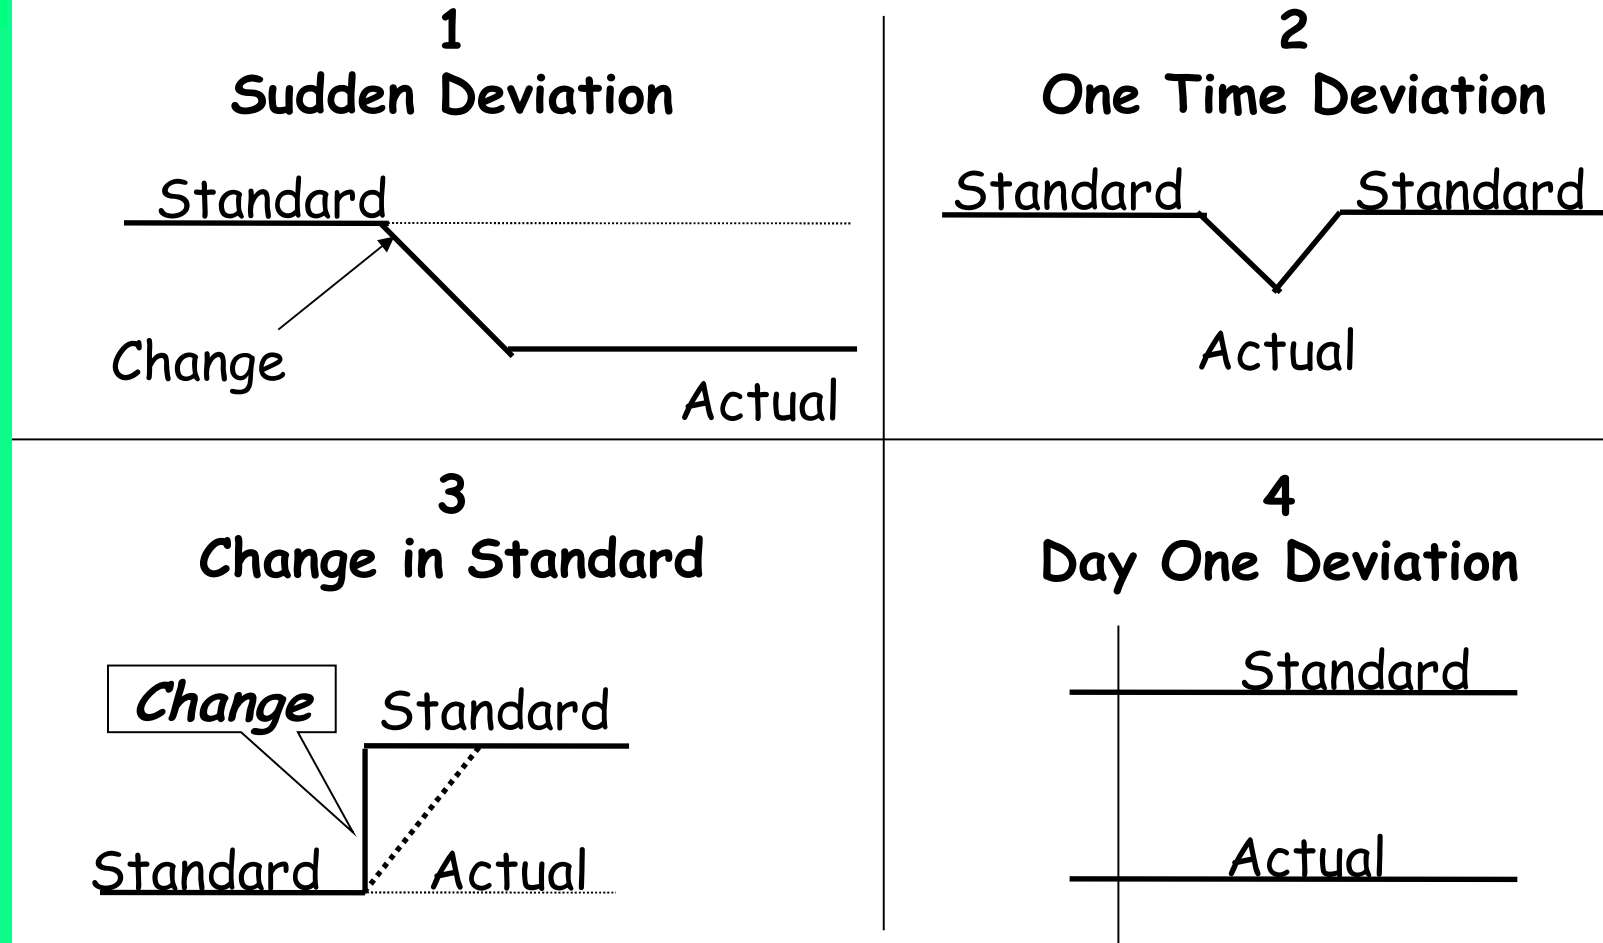 1
Sudden Deviation
Standard
Change
Actual
2
One Time Deviation
Standard Standard
Actual
3
Change in Standard
Change
Standard
Standard Actual
4
Day One Deviation
Standard
Actual